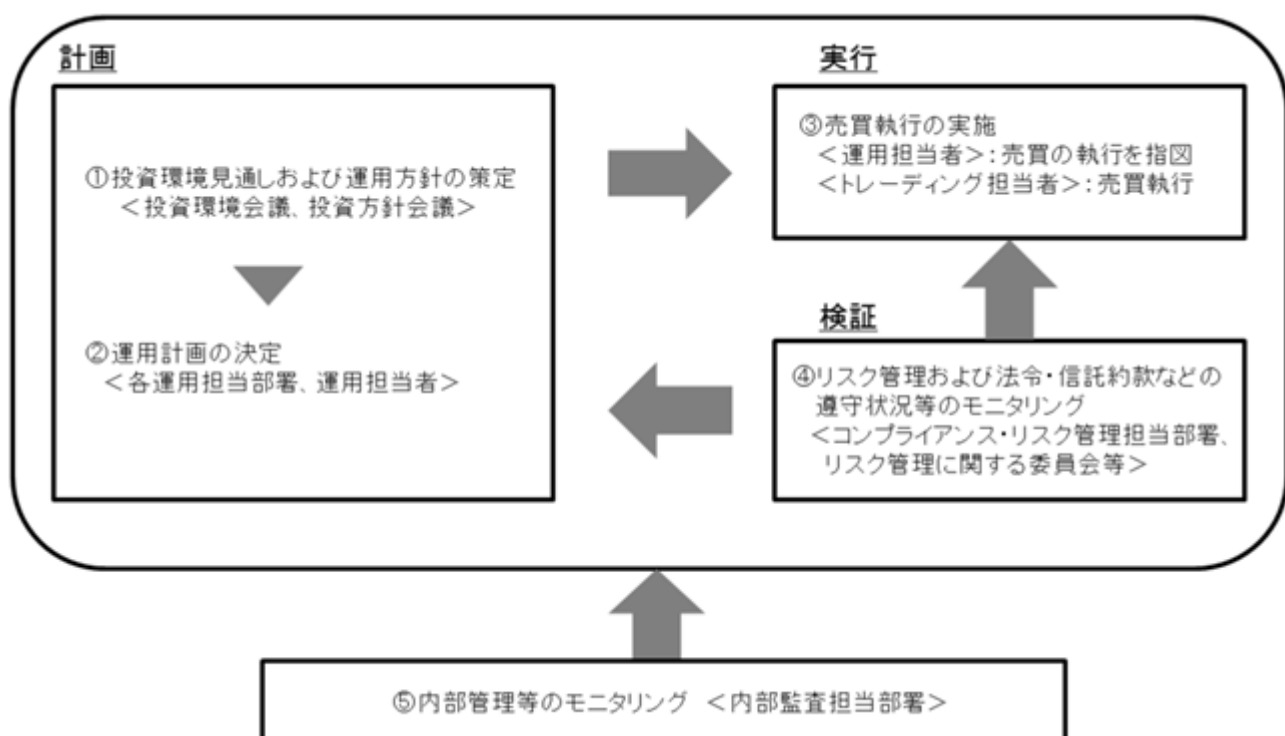 計画
①投資環境見通しおよび運用方針の策定
＜投資環境会議、投資方針会議＞
②運用計画の決定
＜各運用担当部署、運用担当者＞
実行
③売買執行の実施
＜運用担当者＞：売買の執行を指図
＜トレーディング担当者＞：売買執行
検証
④リスク管理および法令・信託約款などの
遵守状況等のモニタリング
＜コンプライアンス・リスク管理担当部署、
リスク管理に関する委員会等＞
⑤内部管理等のモニタリング ＜内部監査担当部署＞